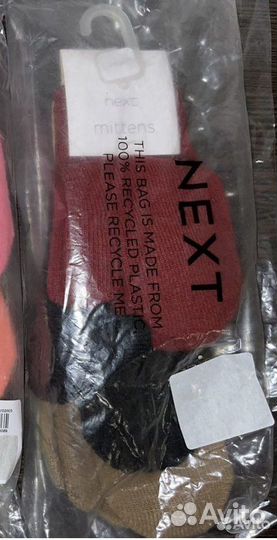 next
mittens
NEXT
THIS BAG IS MADE FROM
100% RECYCLED PLASTIC.
PLEASE RECYCLE ME
Avito